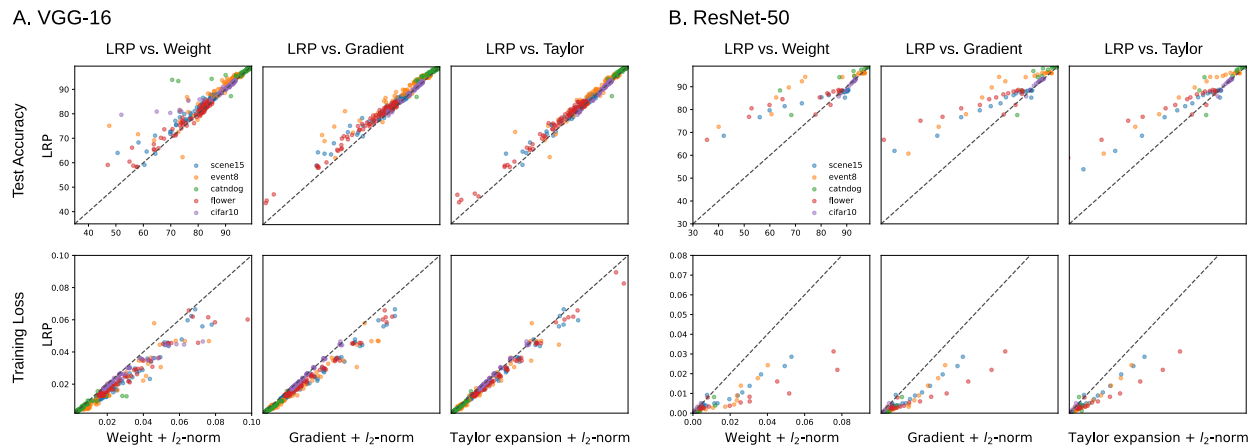 A. VGG-16
B. ResNet-50
LRP vs. Weight
LRP vs. Gradient
LRP vs. Taylor
LRP vs. Weight
LRP vs. Gradient
LRP vs. Taylor
Test Accuracy
LRP
90
80
70
60
50
40
scene15
event8
catndog
flower
cifar10
40 50 60 70 80 90
Test Accuracy
LRP
90
80
70
60
50
40
30
scene15
event8
catndog
flower
cifar10
30 40 50 60 70 80 90
Training Loss
LRP
0.10
0.08
0.06
0.04
0.02
0.02 0.04 0.06 0.08 0.10
Weight + l₂-norm
Gradient + l₂-norm
Taylor expansion + l₂-norm
Training Loss
LRP
0.08
0.07
0.06
0.05
0.04
0.03
0.02
0.01
0.00
0.00 0.02 0.04 0.06 0.08
Weight + l₂-norm
Gradient + l₂-norm
Taylor expansion + l₂-norm